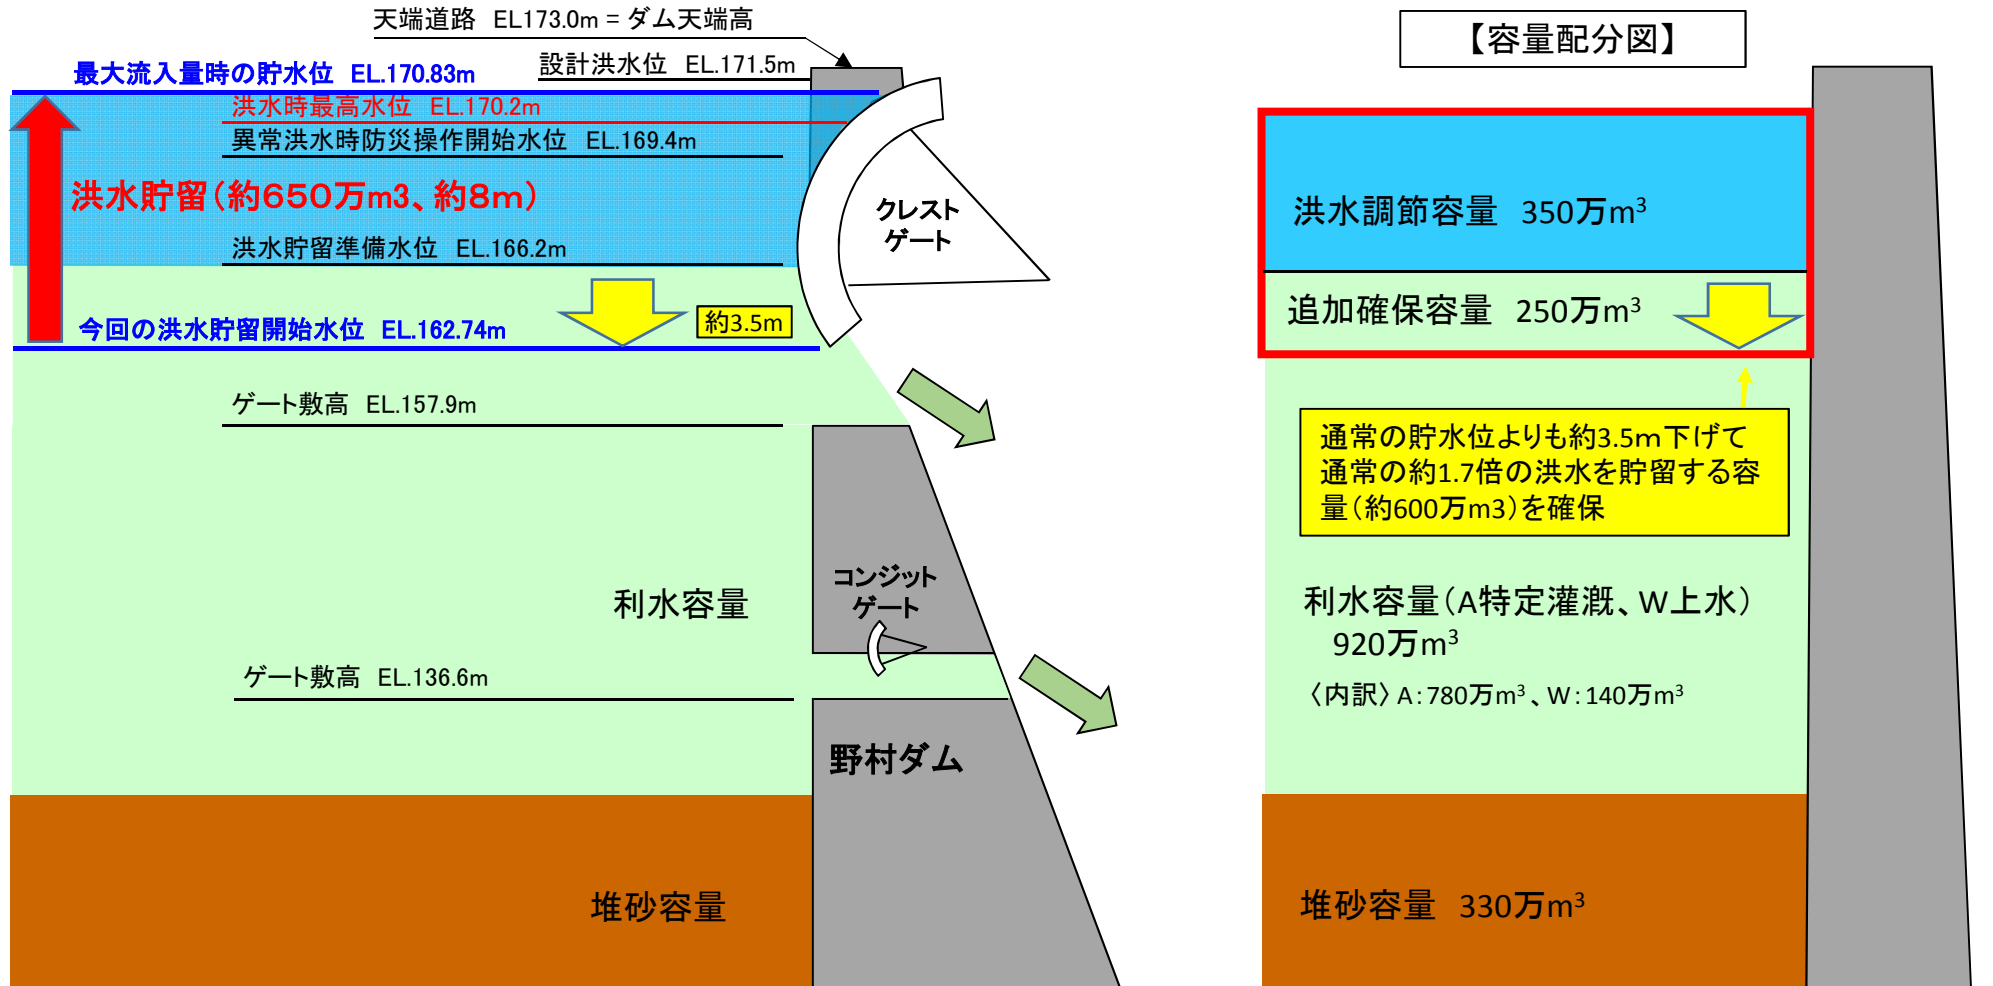 天端道路 EL173.0m = ダム天端高
設計洪水位 EL.171.5m
最大流入量時の貯水位 EL.170.83m
洪水時最高水位 EL.170.2m
異常洪水時防災操作開始水位 EL.169.4m
洪水貯留(約650万m3、約8m)
洪水貯留準備水位 EL.166.2m
約3.5m
今回の洪水貯留開始水位 EL.162.74m
クレスト
ゲート
ゲート敷高 EL.157.9m
利水容量
コンジット
ゲート
ゲート敷高 EL.136.6m
野村ダム
堆砂容量
【容量配分図】
洪水調節容量 350万m³
追加確保容量 250万m³
通常の貯水位よりも約3.5m下げて
通常の約1.7倍の洪水を貯留する容
量(約600万m3)を確保
利水容量(A特定灌漑、W上水)
920万m³
〈内訳〉A:780万m³、W:140万m³
堆砂容量 330万m³